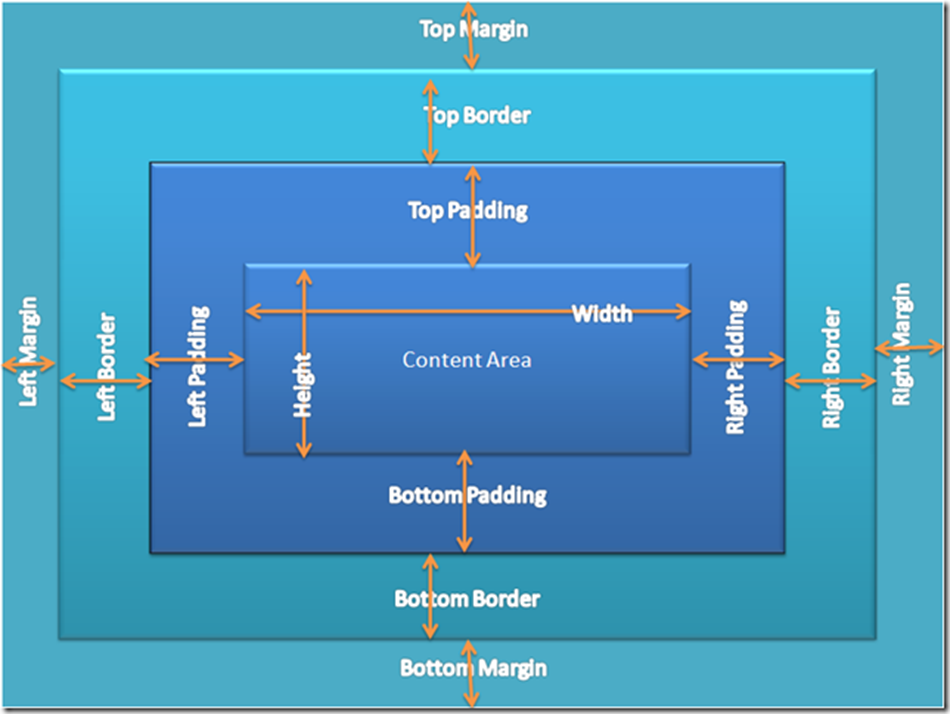 Top Margin
Top Border
Top Padding
Left Margin
Left Border
Left Padding
Height
Width
Content Area
Right Padding
Right Border
Right Margin
Bottom Padding
Bottom Border
Bottom Margin